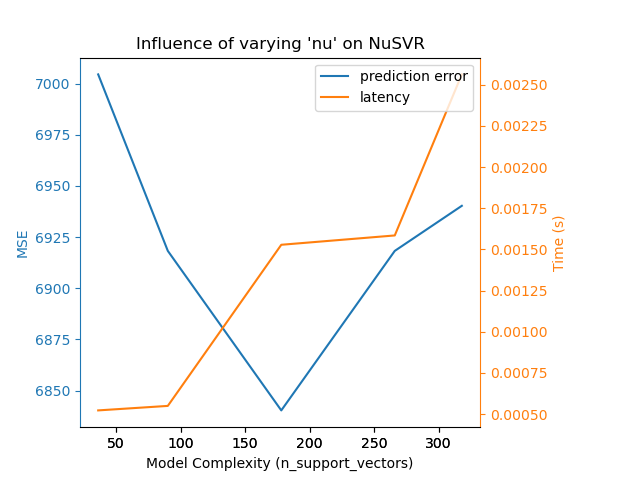 Influence of varying 'nu' on NuSVR
prediction error
latency
7000
6975
6950
6925
6900
6875
6850
MSE
0.00250
0.00225
0.00200
0.00175
0.00150
0.00125
0.00100
0.00075
0.00050
Time (s)
50 100 150 200 250 300
Model Complexity (n_support_vectors)